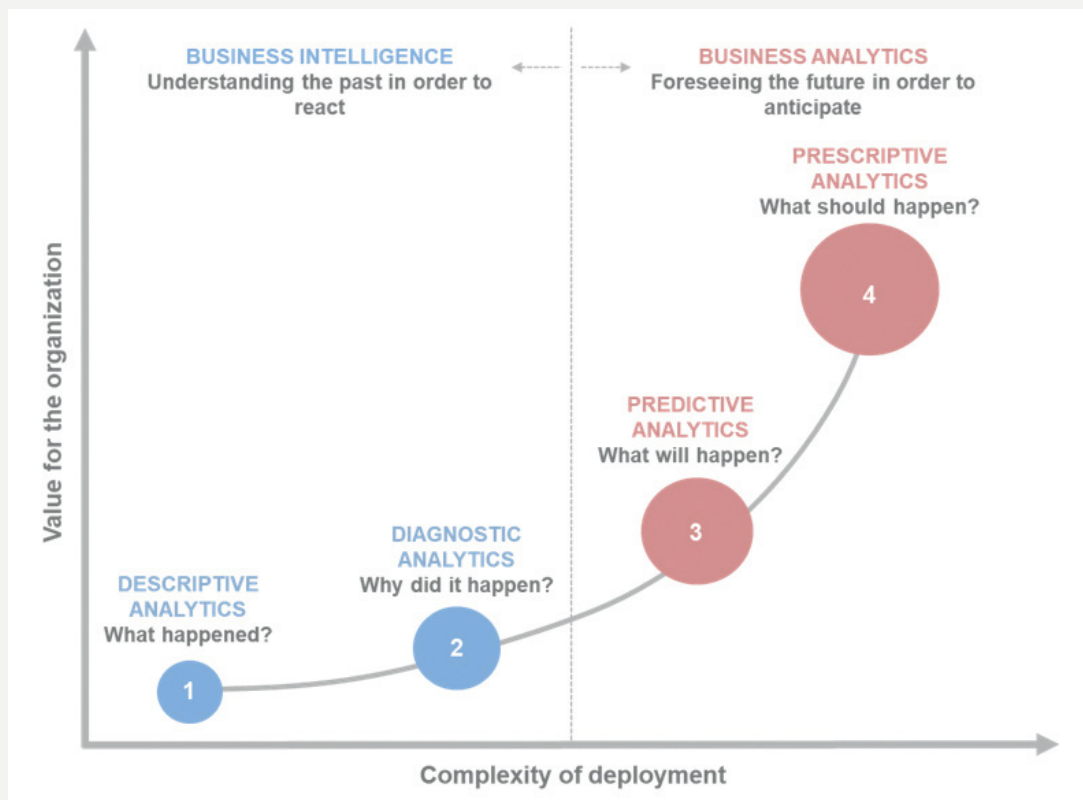 BUSINESS INTELLIGENCE
Understanding the past in order to
react
BUSINESS ANALYTICS
Foreseeing the future in order to
anticipate
PRESCRIPTIVE
ANALYTICS
What should happen?
4
PREDICTIVE
ANALYTICS
What will happen?
3
DIAGNOSTIC
ANALYTICS
Why did it happen?
2
DESCRIPTIVE
ANALYTICS
What happened?
1
Value for the organization
Complexity of deployment